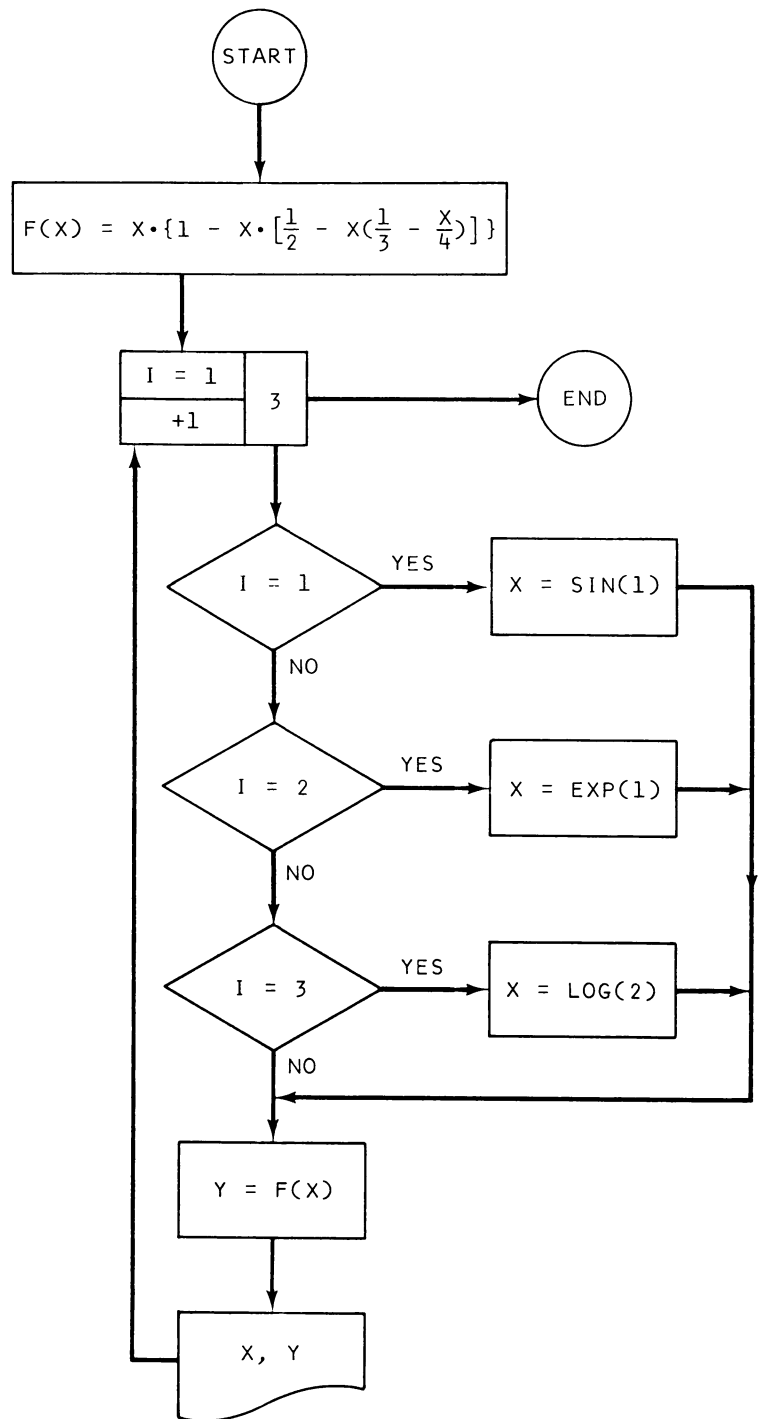 START
F(X) = X·{1 - X·[1/2 - X(1/3 - X/4)]}
I = 1
+1
3
END
I = 1
YES
X = SIN(1)
NO
I = 2
YES
X = EXP(1)
NO
I = 3
YES
X = LOG(2)
NO
Y = F(X)
X, Y